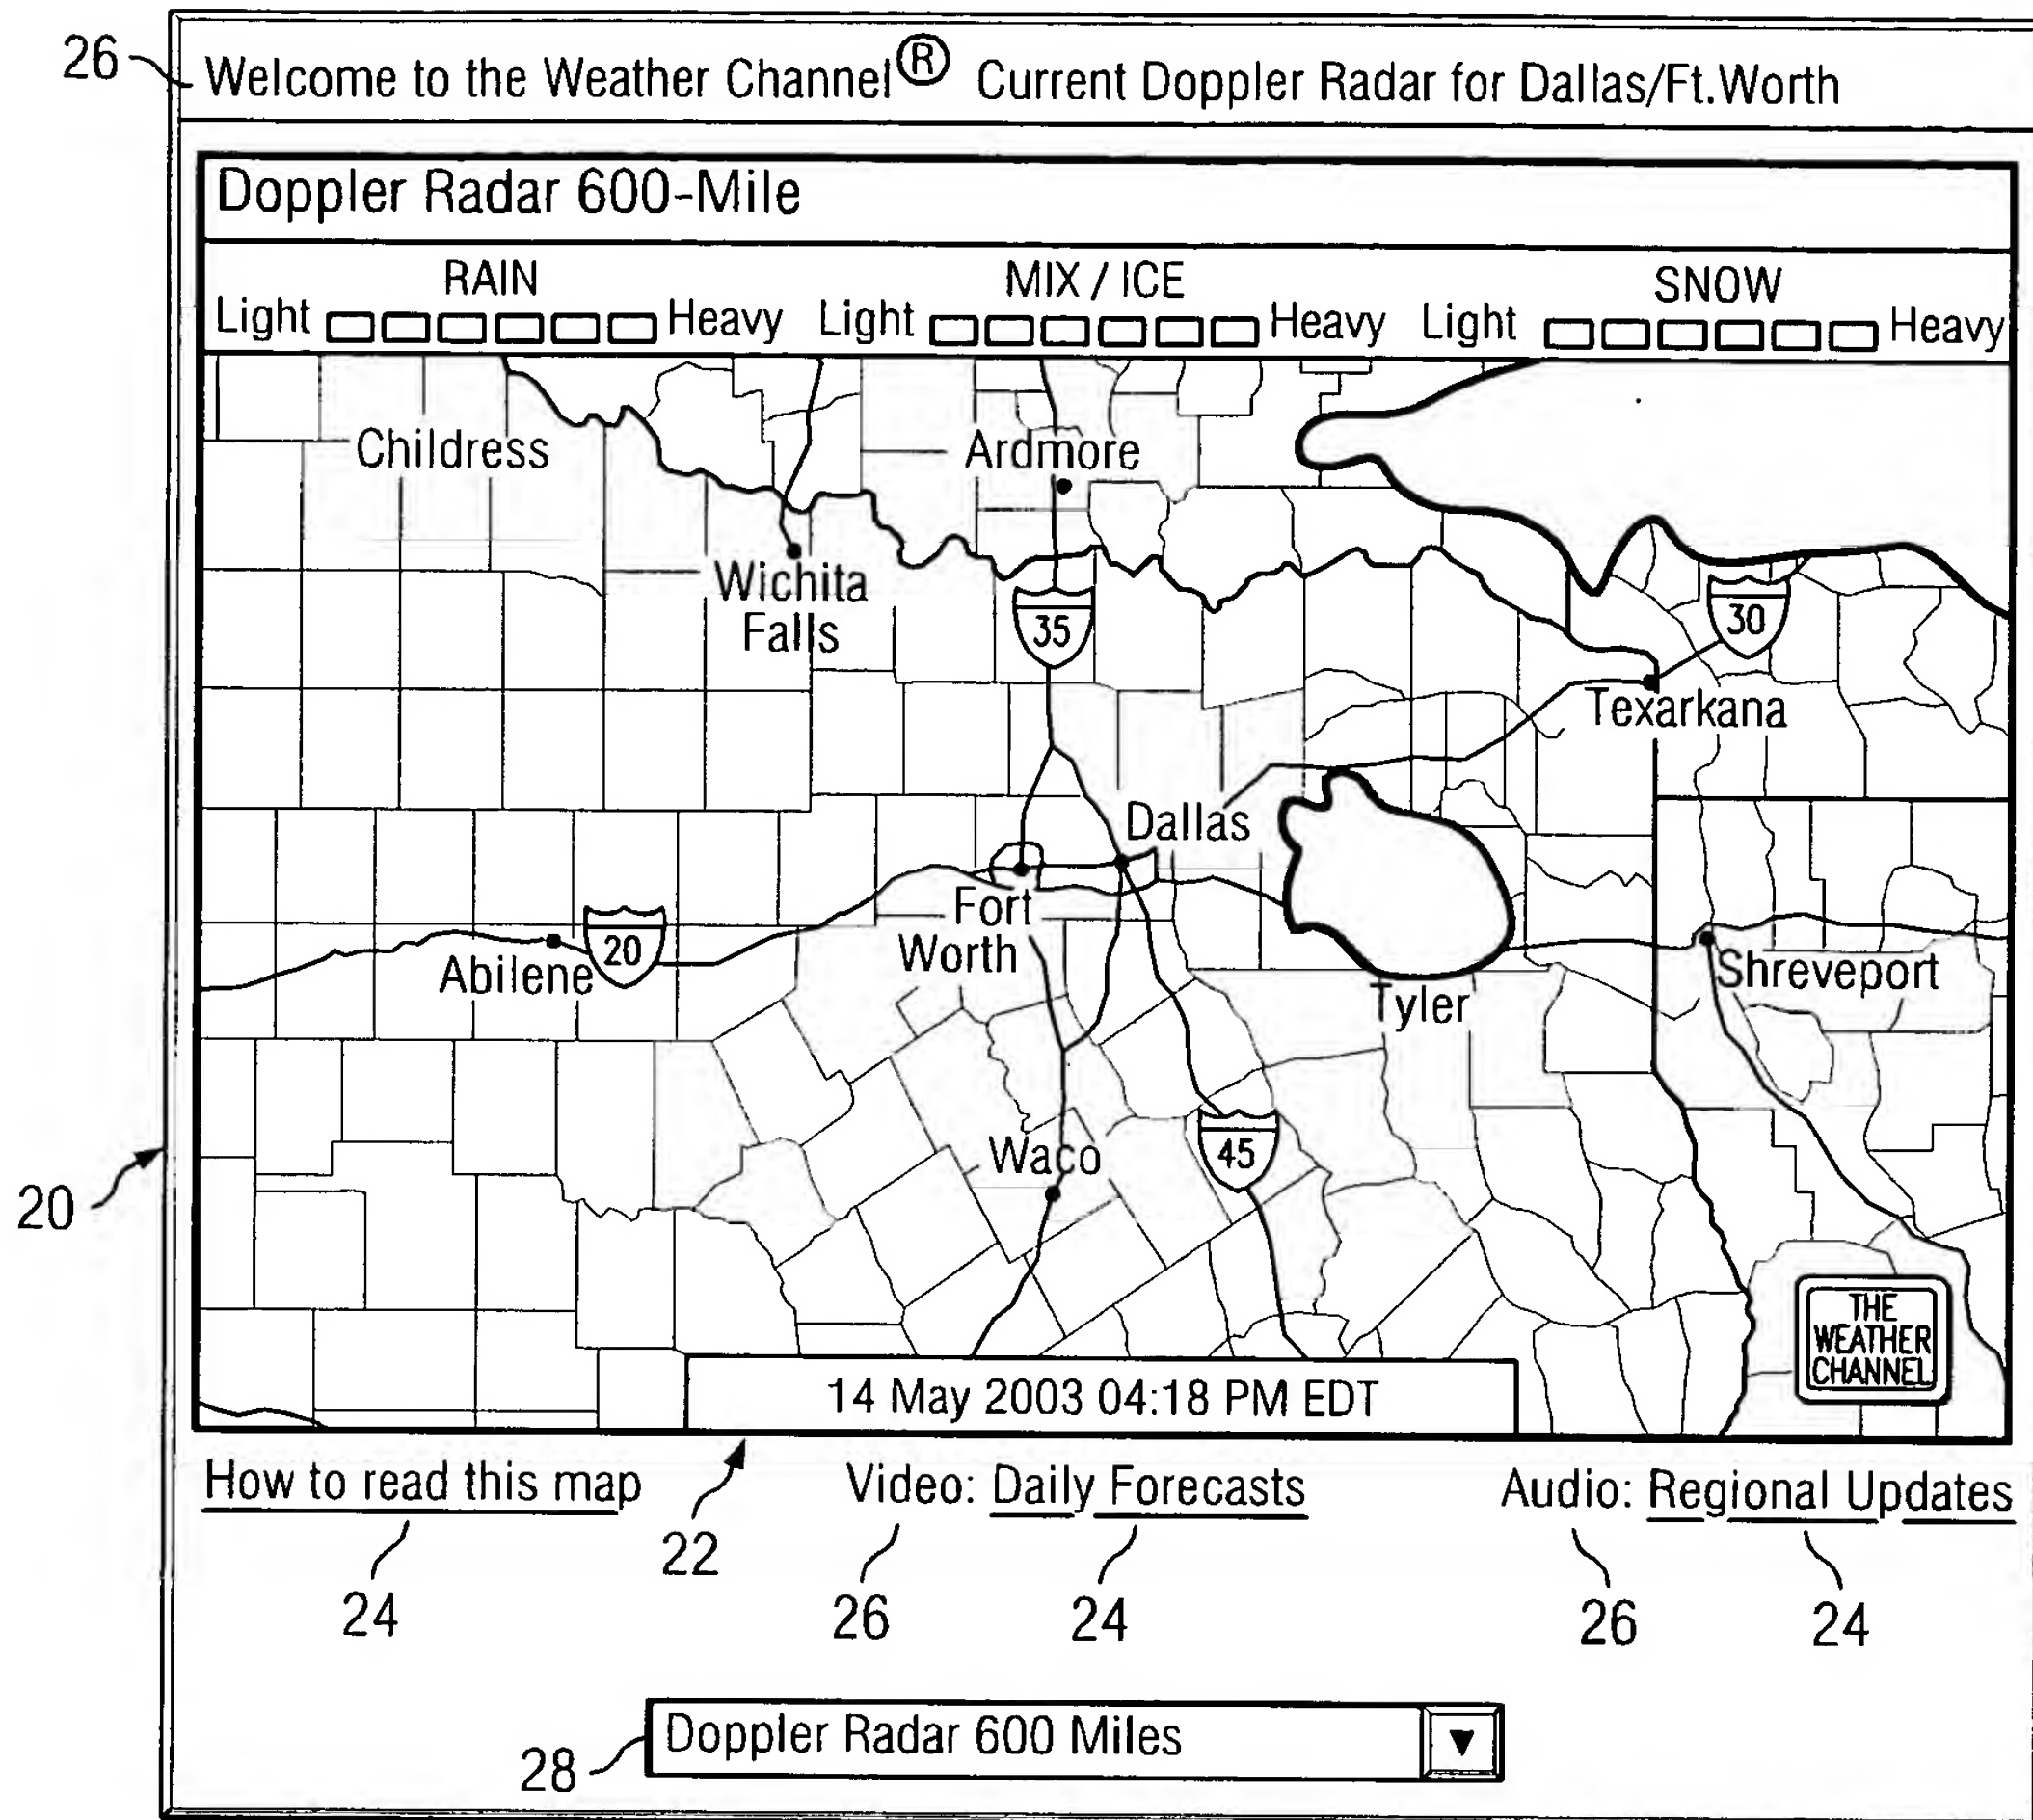 26
Welcome to the Weather Channel® Current Doppler Radar for Dallas/Ft.Worth
Doppler Radar 600-Mile
RAIN
Light Heavy
MIX / ICE
Light Heavy
SNOW
Light Heavy
Childress
Ardmore
Wichita
Falls
35
30
Texarkana
Dallas
Fort
Worth
20
Abilene
Shreveport
Tyler
Waco
45
20
THE
WEATHER
CHANNEL
14 May 2003 04:18 PM EDT
How to read this map
Video: Daily Forecasts
Audio: Regional Updates
22
24
26
24
26
24
28
Doppler Radar 600 Miles